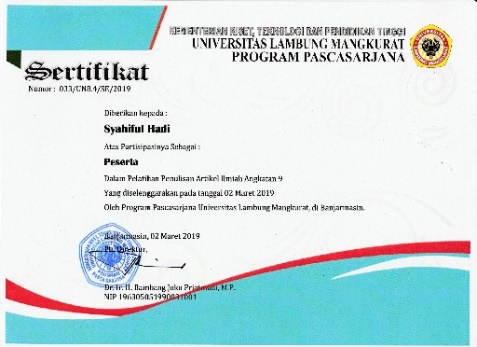 KEMENTERIAN RISET, TEKNOLOGI DAN PENDIDIKAN TINGGI
UNIVERSITAS LAMBUNG MANGKURAT
PROGRAM PASCASARJANA
Sertifikat
Nomor : 033/UN8.4/SE/2019
Diberikan kepada :
Syahiful Hadi
Atas Partisipasinya Sebagai :
Peserta
Dalam Pelatihan Penulisan Artikel Ilmiah Angkatan 9
Yang diselenggarakan pada tanggal 02 Maret 2019
Oleh Program Pascasarjana Universitas Lambung Mangkurat, di Banjarmasin.
Banjarmasin, 02 Maret 2019
Plt. Direktur,
Dr. Ir. H. Bambang Joko Priatmadi, M.P.
NIP